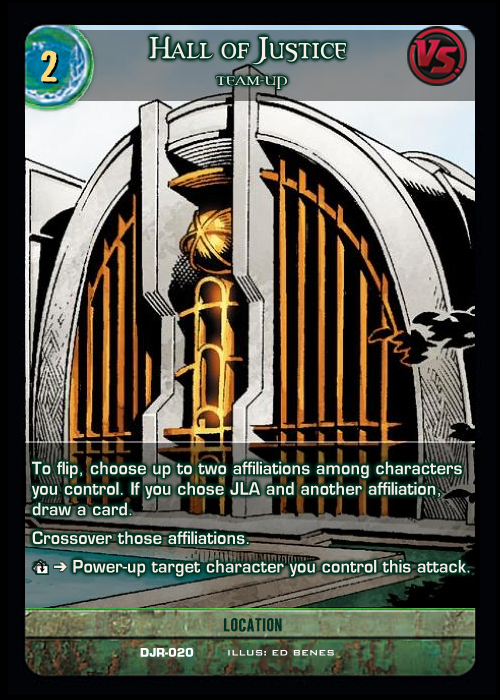 2
HALL OF JUSTICE
VS.
TEAM-UP
To flip, choose up to two affiliations among characters
you control. If you chose JLA and another affiliation,
draw a card.
Crossover those affiliations.
➔ Power-up target character you control this attack.
LOCATION
DJR-020 ILLUS: ED BENES